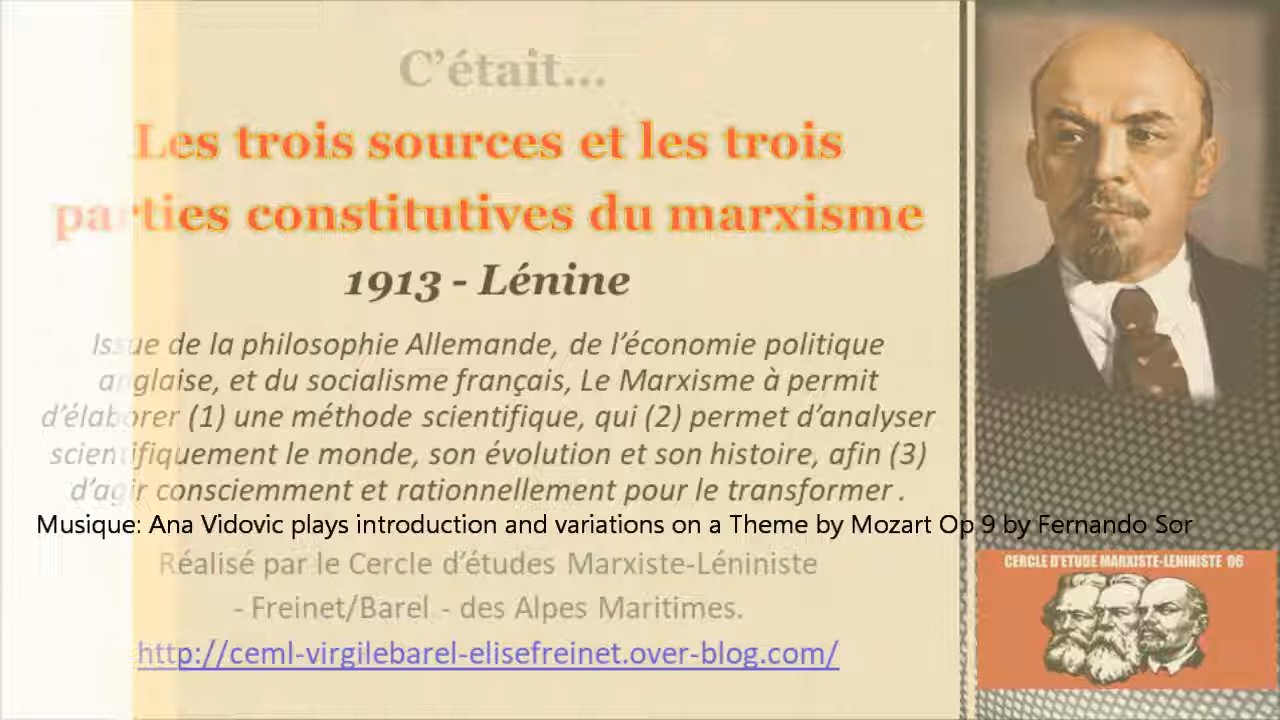 C'était...
Les trois sources et les trois
parties constitutives du marxisme
1913 - Lénine
Issue de la philosophie Allemande, de l'économie politique
anglaise, et du socialisme français, Le Marxisme à permit
d'élaborer (1) une méthode scientifique, qui (2) permet d'analyser
scientifiquement le monde, son évolution et son histoire, afin (3)
d'agir consciemment et rationnellement pour le transformer .
Musique: Ana Vidovic plays introduction and variations on a Theme by Mozart Op 9 by Fernando Sor
Réalisé par le Cercle d'études Marxiste-Léniniste
- Freinet/Barel - des Alpes Maritimes.
http://ceml-virgilebarel-elisefreinet.over-blog.com/
CERCLE D'ETUDE MARXISTE-LENINISTE 06